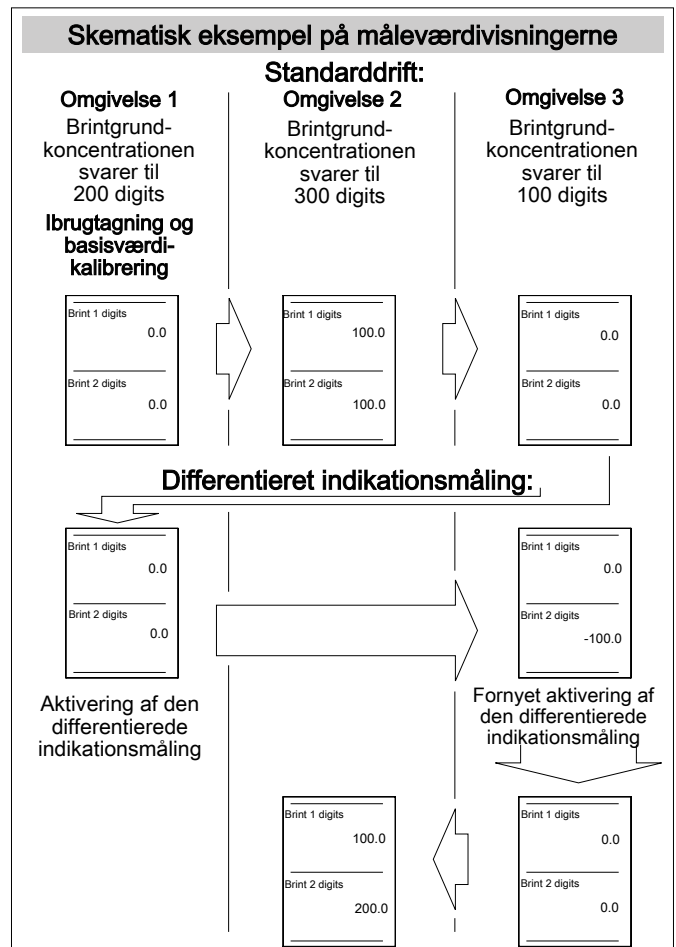 Skematisk eksempel på måleværdivisningerne
Standarddrift:
Omgivelse 1
Brintgrund-
koncentrationen
svarer til
200 digits
Ibrugtagning og
basisværdi-
kalibrering
Omgivelse 2
Brintgrund-
koncentrationen
svarer til
300 digits
Omgivelse 3
Brintgrund-
koncentrationen
svarer til
100 digits
Brint 1 digits
0.0
Brint 2 digits
0.0
Brint 1 digits
100.0
Brint 2 digits
100.0
Brint 1 digits
0.0
Brint 2 digits
0.0
Differentieret indikationsmåling:
Brint 1 digits
0.0
Brint 2 digits
0.0
Aktivering af den
differentierede
indikationsmåling
Brint 1 digits
0.0
Brint 2 digits
-100.0
Fornyet aktivering af
den differentierede
indikationsmåling
Brint 1 digits
100.0
Brint 2 digits
200.0
Brint 1 digits
0.0
Brint 2 digits
0.0